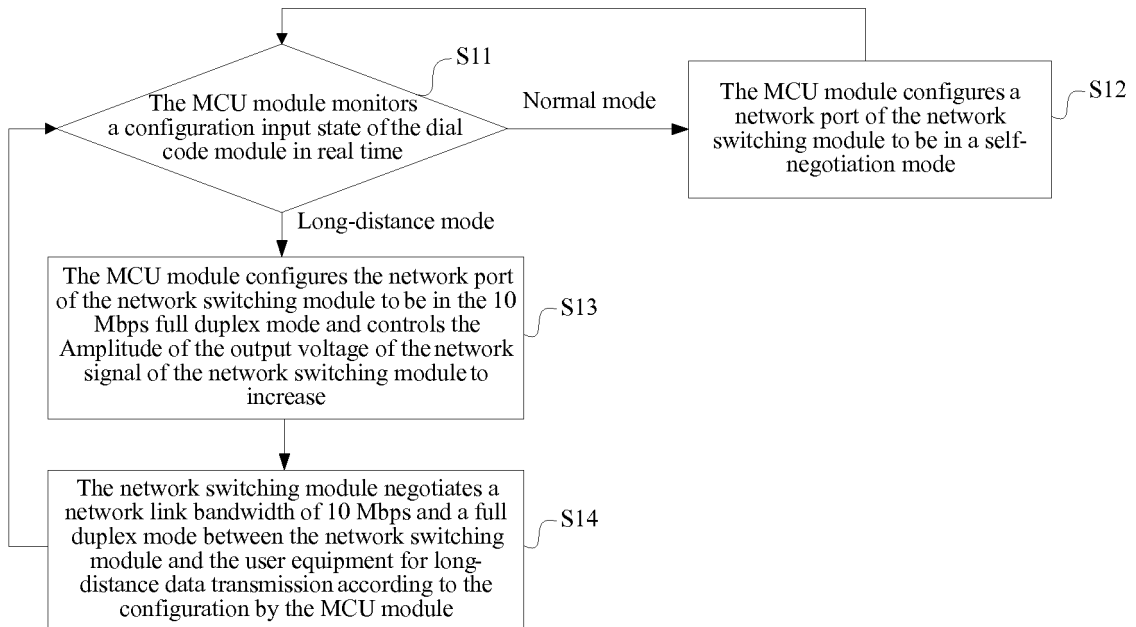 S11
The MCU module monitors
a configuration input state of the dial
code module in real time
Normal mode
S12
The MCU module configures a
network port of the network
switching module to be in a self-
negotiation mode
Long-distance mode
The MCU module configures the network port
of the network switching module to be in the 10
Mbps full duplex mode and controls the
Amplitude of the output voltage of the network
signal of the network switching module to
increase
S13
The network switching module negotiates a
network link bandwidth of 10 Mbps and a full
duplex mode between the network switching
module and the user equipment for long-
distance data transmission according to the
configuration by the MCU module
S14